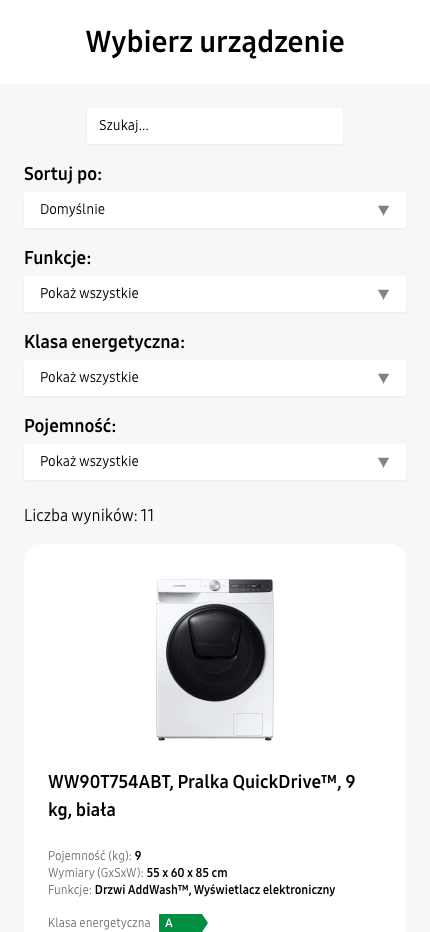 Wybierz urządzenie
Szukaj...
Sortuj po:
Domyślnie
Funkcje:
Pokaż wszystkie
Klasa energetyczna:
Pokaż wszystkie
Pojemność:
Pokaż wszystkie
Liczba wyników: 11
WW90T754ABT, Pralka QuickDrive™, 9
kg, biała
Pojemność (kg): 9
Wymiary (GxSxW): 55 x 60 x 85 cm
Funkcje: Drzwi AddWash™, Wyświetlacz elektroniczny
Klasa energetyczna A